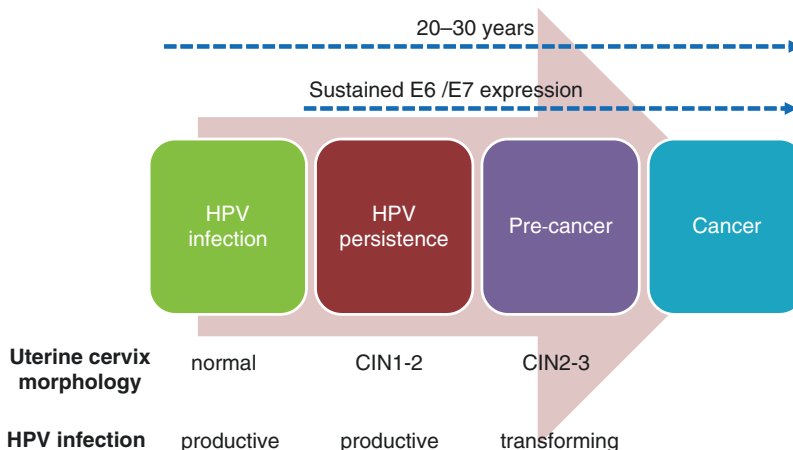 20–30 years
Sustained E6 /E7 expression
HPV
infection
HPV
persistence
Pre-cancer
Cancer
Uterine cervix
morphology
normal
CIN1-2
CIN2-3
HPV infection
productive
productive
transforming